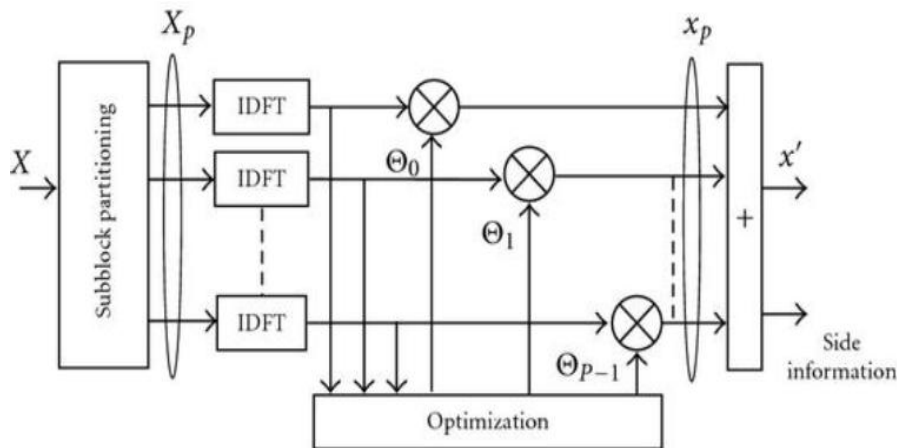 X_p
x_p
IDFT
X
Subblock partitioning
Θ_0
IDFT
x'
Θ_1
+
IDFT
Θ_{P−1}
Side
information
Optimization